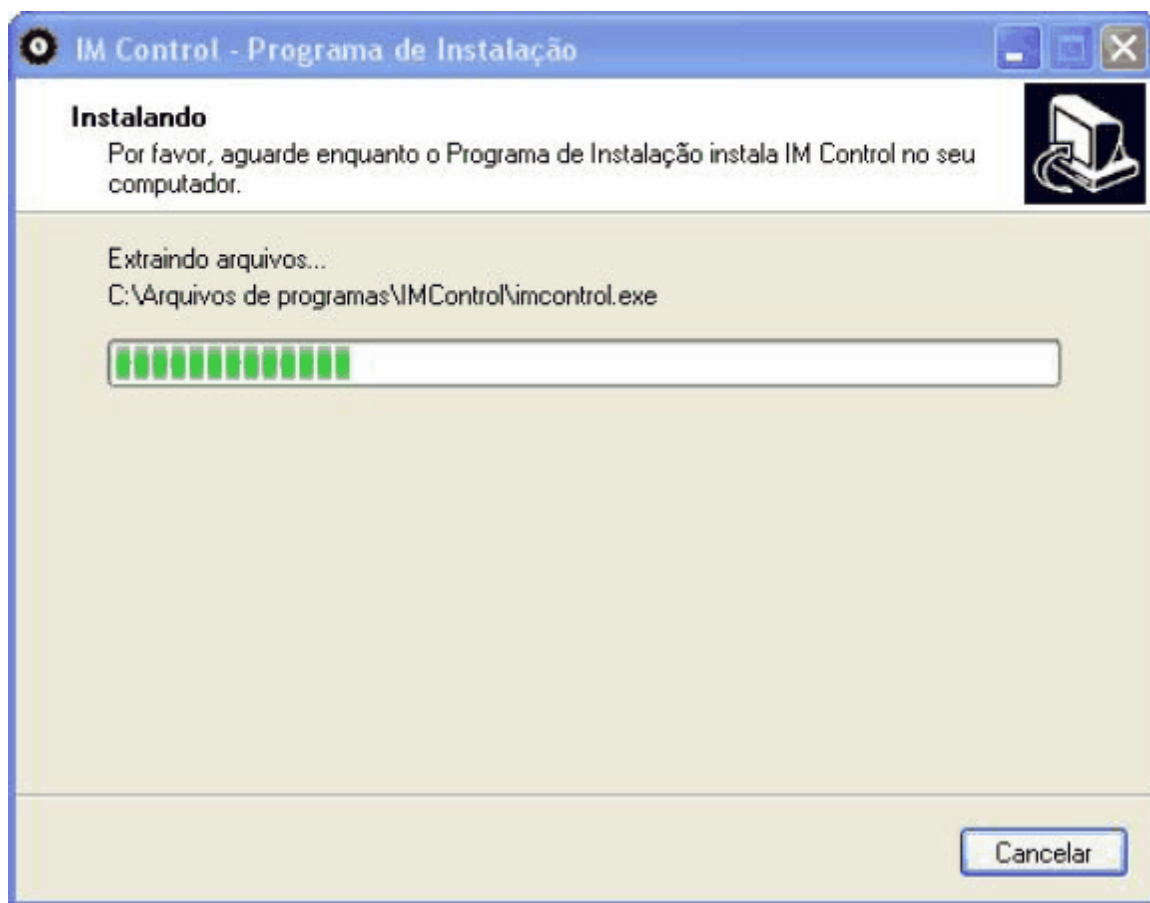 IM Control - Programa de Instalação
Instalando
Por favor, aguarde enquanto o Programa de Instalação instala IM Control no seu
computador.
Extraindo arquivos...
C:\Arquivos de programas\IMControl\imcontrol.exe
Cancelar